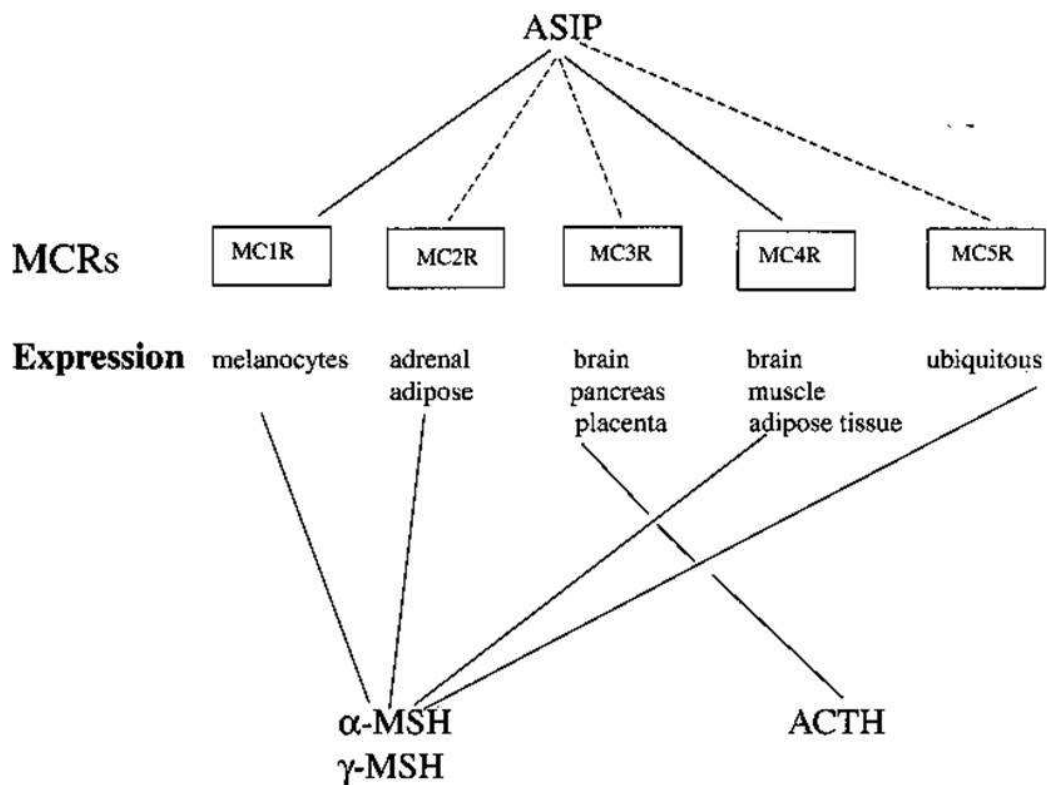 ASIP
MCRs MC1R MC2R MC3R MC4R MC5R
Expression melanocytes adrenal brain brain ubiquitous
adipose pancreas muscle
placenta adipose tissue
α-MSH ACTH
γ-MSH